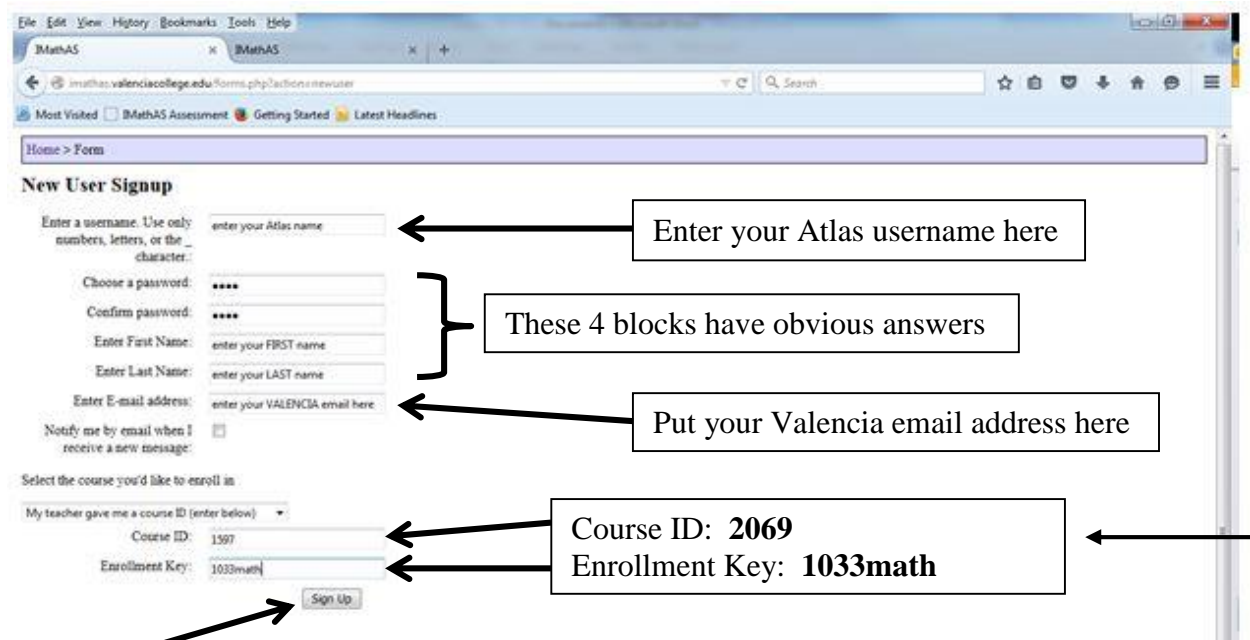 File Edit View History Bookmarks Tools Help
IMathAS × IMathAS × +
imathas.valenciacollege.edu/forms.php?action=newuser Search
Most Visited IMathAS Assessment Getting Started Latest Headlines
Home > Form
New User Signup
Enter a username. Use only
numbers, letters, or the _
character.:
enter your Atlas name
Enter your Atlas username here
Choose a password:
Confirm password:
These 4 blocks have obvious answers
Enter First Name: enter your FIRST name
Enter Last Name: enter your LAST name
Enter E-mail address: enter your VALENCIA email here
Put your Valencia email address here
Notify me by email when I
receive a new message:
Select the course you'd like to enroll in
My teacher gave me a course ID (enter below)
Course ID: 1597
Enrollment Key: 1033math
Course ID: 2069
Enrollment Key: 1033math
Sign Up